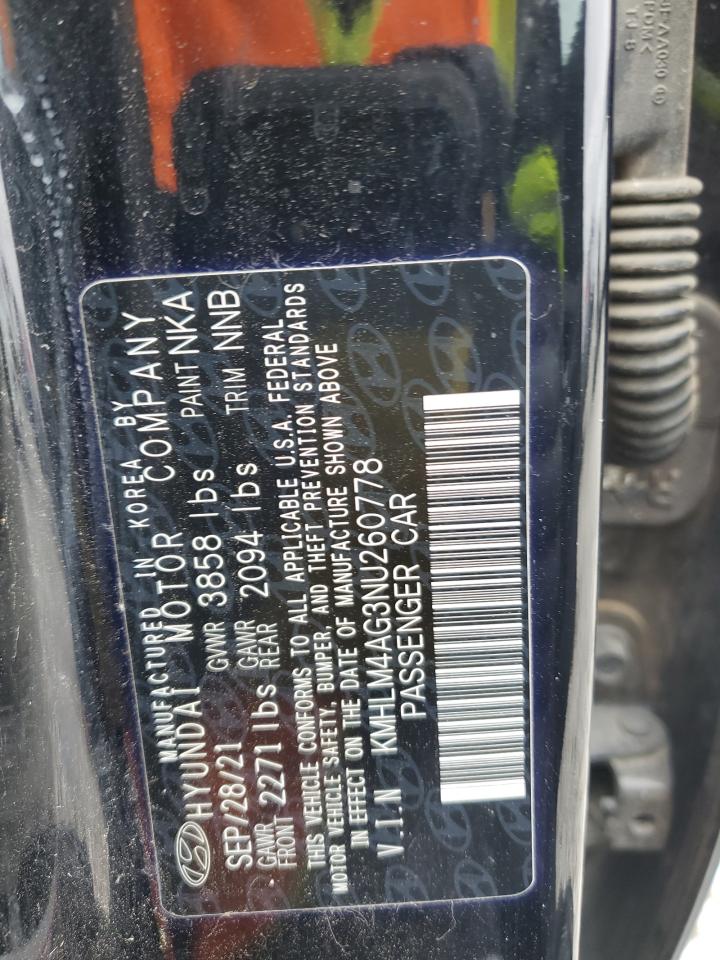 MANUFACTURED IN KOREA BY
HYUNDAI MOTOR COMPANY
SEP/28/21 GVWR 3858 lbs PAINT NKA
GAWR FRONT 2271 lbs GAWR REAR 2094 lbs TRIM NNB
THIS VEHICLE CONFORMS TO ALL APPLICABLE U.S.A. FEDERAL
MOTOR VEHICLE SAFETY, BUMPER, AND THEFT PREVENTION STANDARDS
IN EFFECT ON THE DATE OF MANUFACTURE SHOWN ABOVE
V.I.N KMHLM4AG3NU260778
PASSENGER CAR